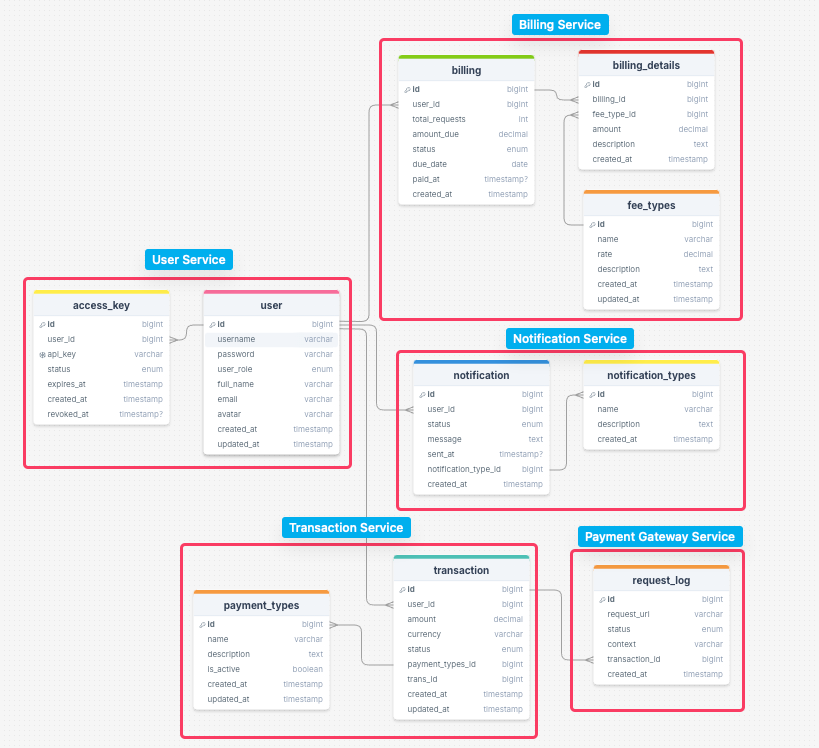 Billing Service
billing
id bigint
user_id bigint
total_requests int
amount_due decimal
status enum
due_date date
paid_at timestamp?
created_at timestamp
billing_details
id bigint
billing_id bigint
fee_type_id bigint
amount decimal
description text
created_at timestamp
fee_types
id bigint
name varchar
rate decimal
description text
created_at timestamp
updated_at timestamp
User Service
access_key
id bigint
user_id bigint
api_key varchar
status enum
expires_at timestamp
created_at timestamp
revoked_at timestamp?
user
id bigint
username varchar
password varchar
user_role enum
full_name varchar
email varchar
avatar varchar
created_at timestamp
updated_at timestamp
Notification Service
notification
id bigint
user_id bigint
status enum
message text
sent_at timestamp?
notification_type_id bigint
created_at timestamp
notification_types
id bigint
name varchar
description text
created_at timestamp
Transaction Service
payment_types
id bigint
name varchar
description text
is_active boolean
created_at timestamp
updated_at timestamp
transaction
id bigint
user_id bigint
amount decimal
currency varchar
status enum
payment_types_id bigint
trans_id bigint
created_at timestamp
updated_at timestamp
Payment Gateway Service
request_log
id bigint
request_url varchar
status enum
context varchar
transaction_id bigint
created_at timestamp